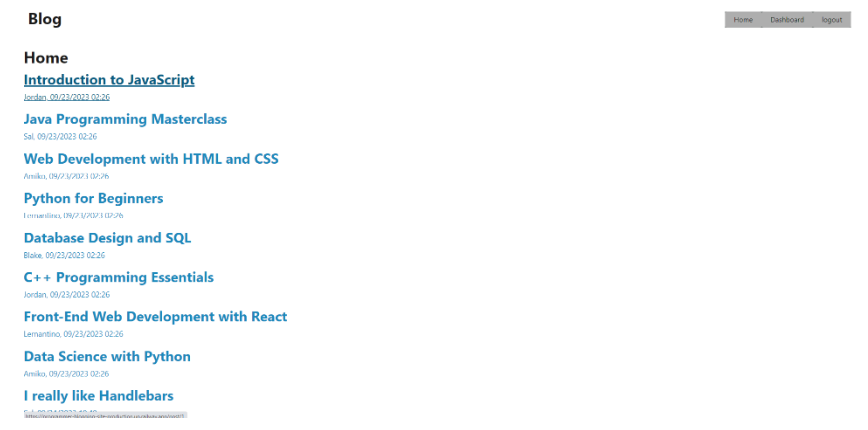 Blog
Home Dashboard logout
Home
Introduction to JavaScript
Jordan, 09/23/2023 02:26
Java Programming Masterclass
Sal, 09/23/2023 02:26
Web Development with HTML and CSS
Amiko, 09/23/2023 02:26
Python for Beginners
Lernantino, 09/23/2023 02:26
Database Design and SQL
Blake, 09/23/2023 02:26
C++ Programming Essentials
Jordan, 09/23/2023 02:26
Front-End Web Development with React
Lernantino, 09/23/2023 02:26
Data Science with Python
Amiko, 09/23/2023 02:26
I really like Handlebars